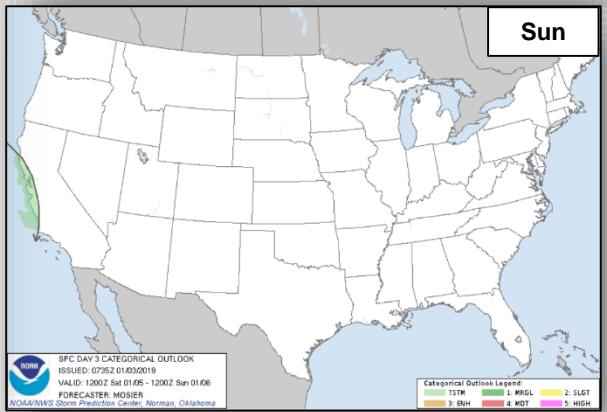 Sun
NOAA
SPC DAY 3 CATEGORICAL OUTLOOK
ISSUED: 0735Z 01/03/2019
VALID: 1200Z Sat 01/05 - 1200Z Sun 01/06
FORECASTER: MOSIER
NOAA/NWS Storm Prediction Center, Norman, Oklahoma
Categorical Outlook Legend:
TSTM 1: MRGL 2: SLGT
3: ENH 4: MDT 5: HIGH